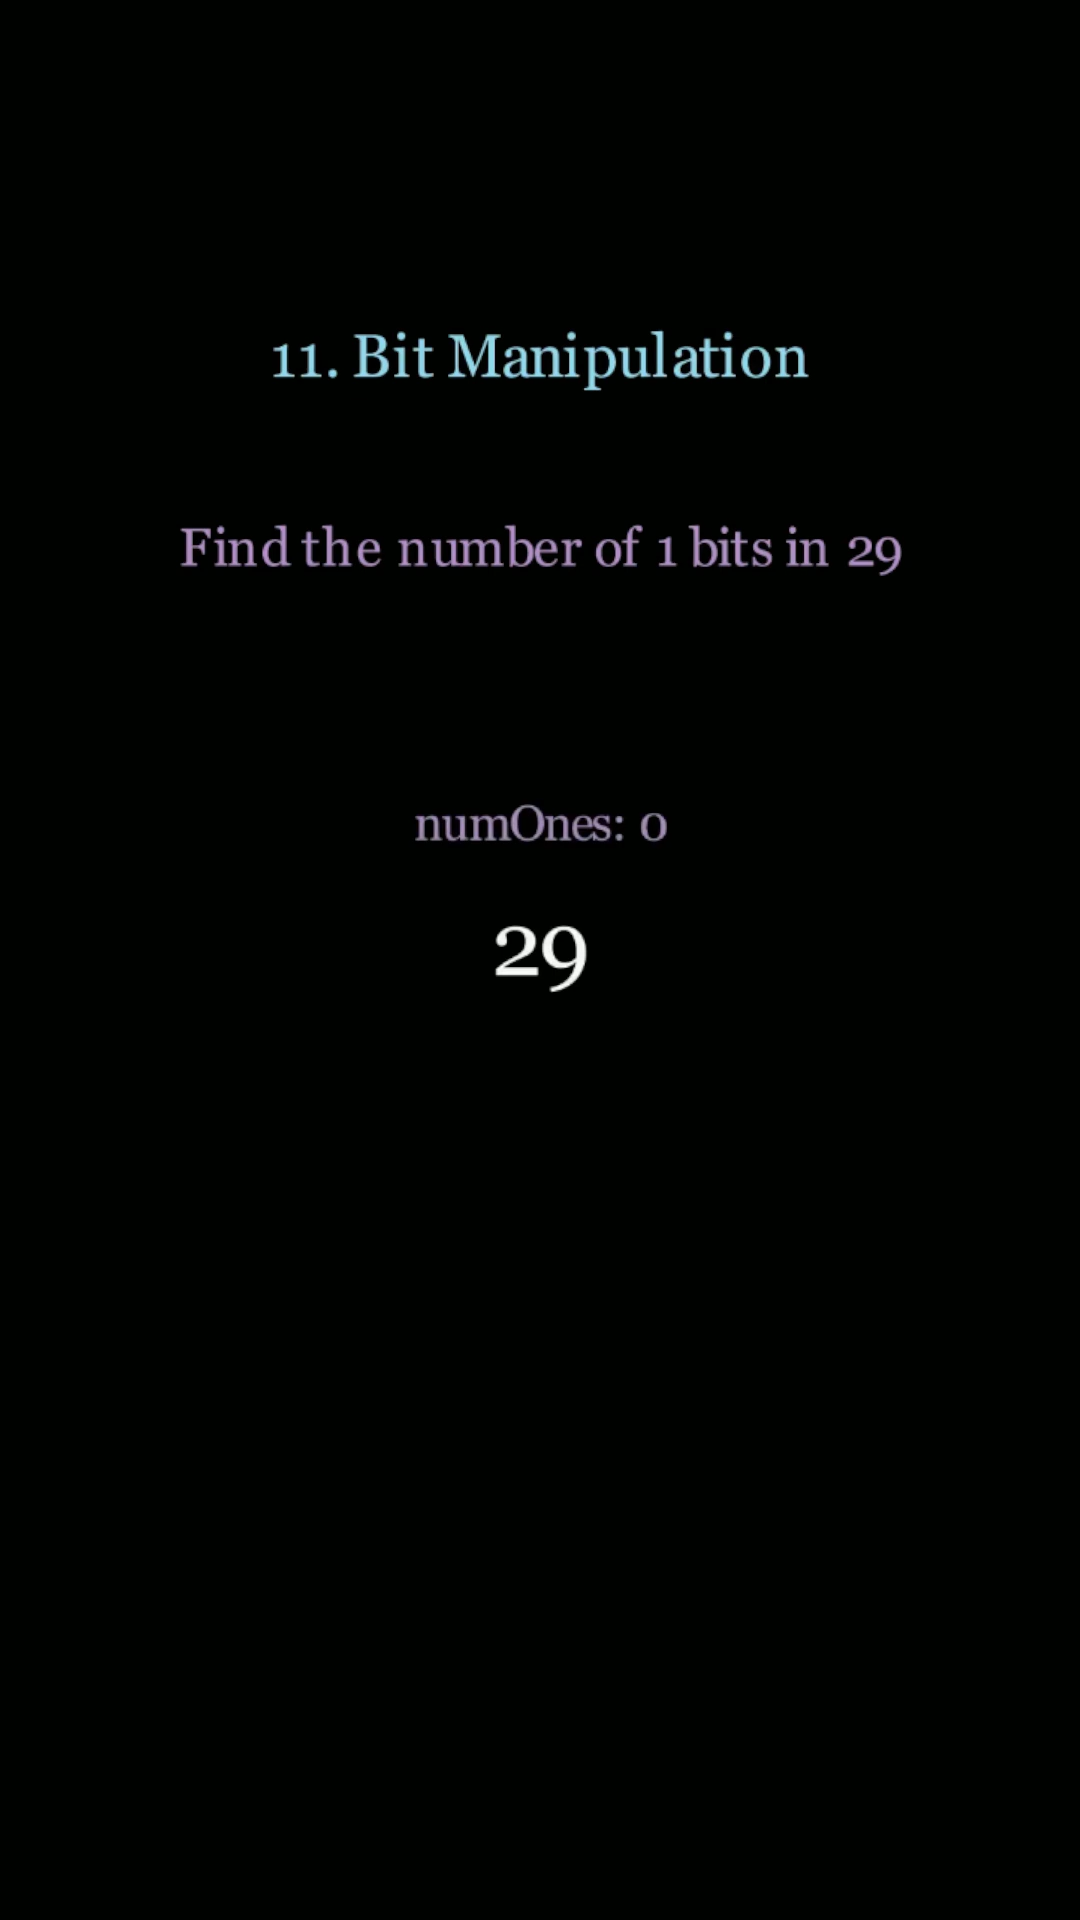 11. Bit Manipulation
Find the number of 1 bits in 29
numOnes: 0
29